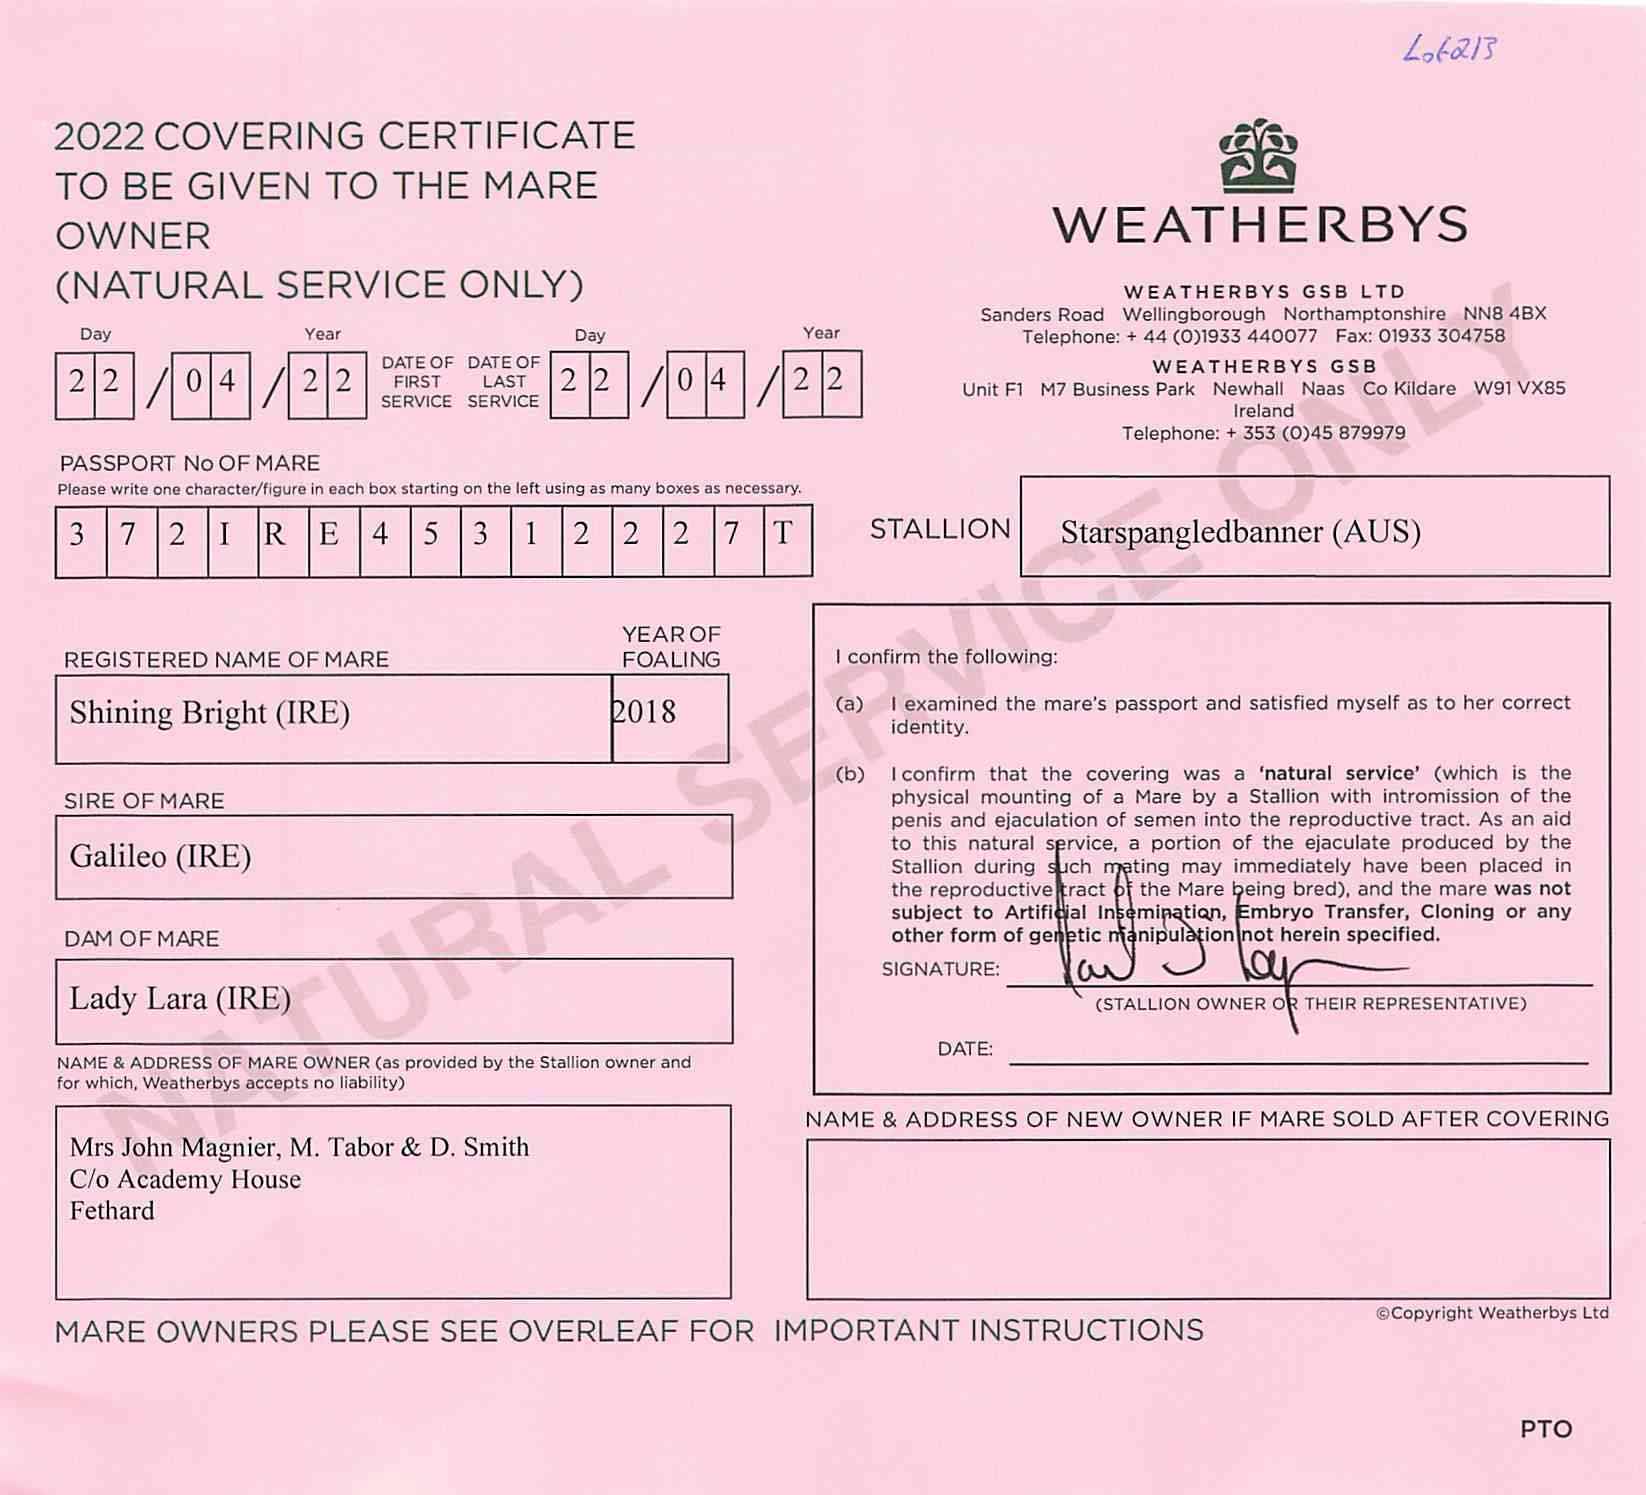 Lot 213
2022 COVERING CERTIFICATE
TO BE GIVEN TO THE MARE
OWNER
(NATURAL SERVICE ONLY)
WEATHERBYS
WEATHERBYS GSB LTD
Sanders Road Wellingborough Northamptonshire NN8 4BX
Telephone: + 44 (0)1933 440077 Fax: 01933 304758
WEATHERBYS GSB
Unit F1 M7 Business Park Newhall Naas Co Kildare W91 VX85
Ireland
Telephone: + 353 (0)45 879979
Day Year
22/04/22
DATE OF
FIRST
SERVICE
DATE OF
LAST
SERVICE
Day Year
22/04/22
PASSPORT No OF MARE
Please write one character/figure in each box starting on the left using as many boxes as necessary.
372IRE45312227T
STALLION
Starspangledbanner (AUS)
REGISTERED NAME OF MARE
YEAR OF
FOALING
Shining Bright (IRE) 2018
SIRE OF MARE
Galileo (IRE)
DAM OF MARE
Lady Lara (IRE)
NAME & ADDRESS OF MARE OWNER (as provided by the Stallion owner and
for which, Weatherbys accepts no liability)
Mrs John Magnier, M. Tabor & D. Smith
C/o Academy House
Fethard
I confirm the following:
(a) I examined the mare's passport and satisfied myself as to her correct
identity.
(b) I confirm that the covering was a 'natural service' (which is the
physical mounting of a Mare by a Stallion with intromission of the
penis and ejaculation of semen into the reproductive tract. As an aid
to this natural service, a portion of the ejaculate produced by the
Stallion during such mating may immediately have been placed in
the reproductive tract of the Mare being bred), and the mare was not
subject to Artificial Insemination, Embryo Transfer, Cloning or any
other form of genetic manipulation not herein specified.
SIGNATURE:
(STALLION OWNER OR THEIR REPRESENTATIVE)
DATE:
NAME & ADDRESS OF NEW OWNER IF MARE SOLD AFTER COVERING
©Copyright Weatherbys Ltd
MARE OWNERS PLEASE SEE OVERLEAF FOR IMPORTANT INSTRUCTIONS
PTO
NATURAL SERVICE ONLY